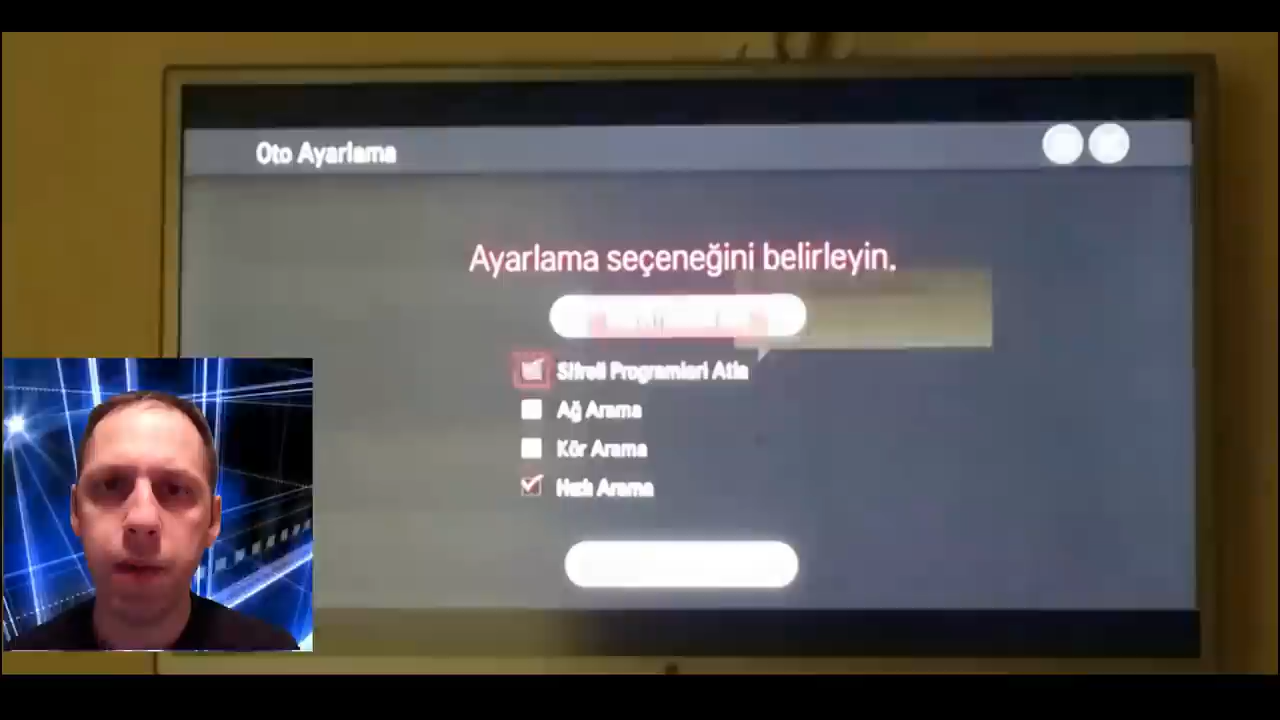 Oto Ayarlama
Ayarlama seçeneğini belirleyin.
Şifreli Programları Atla
Ağ Arama
Kör Arama
Hızlı Arama